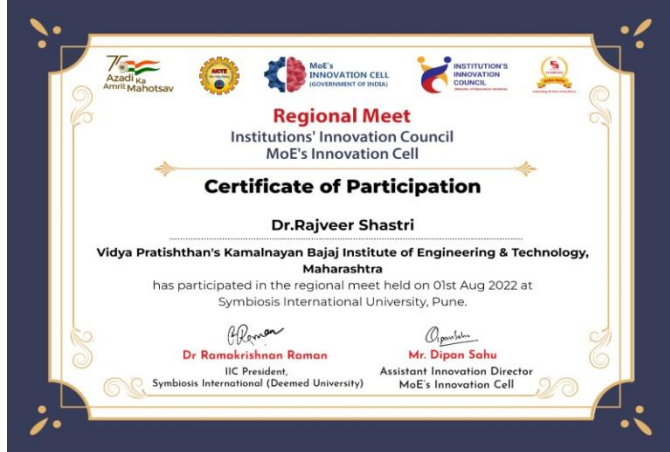 75
Azadi Ka
Amrit Mahotsav
AICTE
MoE's
INNOVATION CELL
(GOVERNMENT OF INDIA)
INSTITUTION'S
INNOVATION
COUNCIL
Regional Meet
Institutions' Innovation Council
MoE's Innovation Cell
Certificate of Participation
Dr.Rajveer Shastri
Vidya Pratishthan's Kamalnayan Bajaj Institute of Engineering & Technology,
Maharashtra
has participated in the regional meet held on 01st Aug 2022 at
Symbiosis International University, Pune.
Dr Ramakrishnan Raman
IIC President,
Symbiosis International (Deemed University)
Mr. Dipan Sahu
Assistant Innovation Director
MoE's Innovation Cell